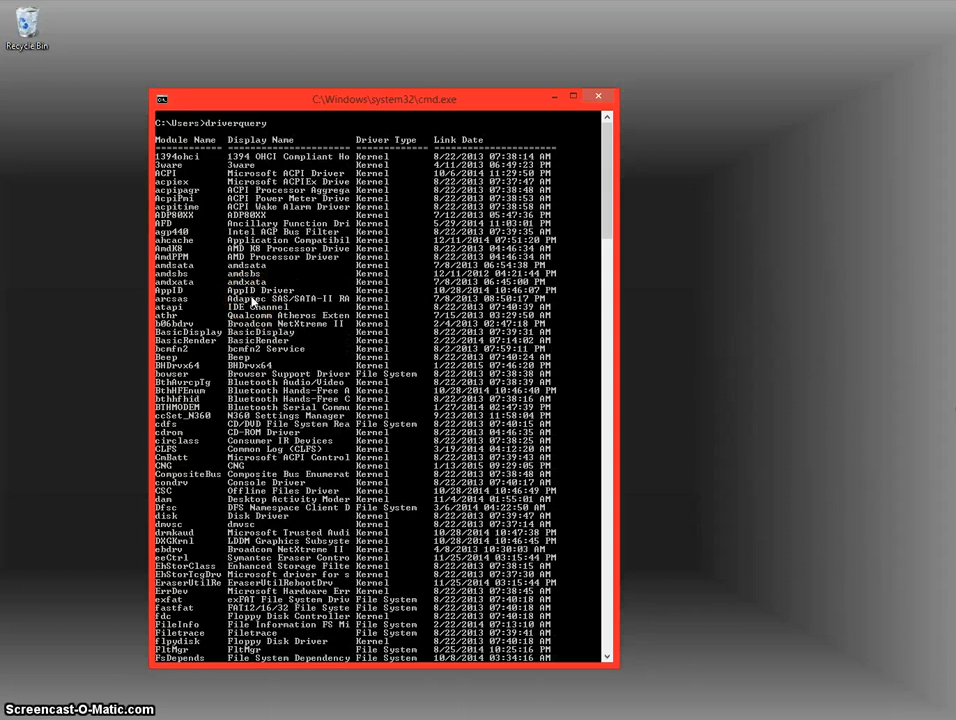 Recycle Bin
C:\Windows\system32\cmd.exe
C:\Users>driverquery
Module Name Display Name Driver Type Link Date
1394ohci 1394 OHCI Compliant Ho Kernel 8/22/2013 07:38:14 AM
3ware 3ware Kernel 4/11/2013 06:49:23 PM
ACPI Microsoft ACPI Driver Kernel 10/6/2014 11:29:50 PM
acpiex Microsoft ACPIEx Drive Kernel 8/22/2013 07:37:47 AM
acpipagr ACPI Processor Aggrega Kernel 8/22/2013 07:38:48 AM
AcpiPmi ACPI Power Meter Drive Kernel 8/22/2013 07:38:53 AM
acpitime ACPI Wake Alarm Driver Kernel 8/22/2013 07:38:58 AM
ADP80XX ADP80XX Kernel 7/12/2013 05:47:36 PM
AFD Ancillary Function Dri Kernel 5/29/2014 11:03:01 PM
agp440 Intel AGP Bus Filter Kernel 8/22/2013 07:39:35 AM
ahcache Application Compatibil Kernel 12/11/2014 07:51:20 PM
AmdK8 AMD K8 Processor Drive Kernel 8/22/2013 04:46:34 AM
AmdPPM AMD Processor Driver Kernel 8/22/2013 04:46:34 AM
amdsata amdsata Kernel 7/8/2013 06:54:38 PM
amdsbs amdsbs Kernel 12/11/2012 04:21:44 PM
amdxata amdxata Kernel 7/8/2013 06:45:00 PM
AppID AppID Driver Kernel 10/28/2014 10:46:07 PM
arcsas Adaptec SAS/SATA-II RA Kernel 7/8/2013 08:50:17 PM
atapi IDE Channel Kernel 8/22/2013 07:40:39 AM
athr Qualcomm Atheros Exten Kernel 7/15/2013 03:29:50 AM
b06bdrv Broadcom NetXtreme II Kernel 2/4/2013 02:47:18 PM
BasicDisplay BasicDisplay Kernel 8/22/2013 07:39:31 AM
BasicRender BasicRender Kernel 2/22/2014 07:14:02 AM
bcmfn2 bcmfn2 Service Kernel 8/2/2013 07:59:11 PM
Beep Beep Kernel 8/22/2013 07:40:24 AM
BHDrvx64 BHDrvx64 Kernel 1/22/2015 07:46:20 PM
bowser Browser Support Driver File System 8/22/2013 07:38:38 AM
BthAvrcpTg Bluetooth Audio/Video Kernel 8/22/2013 07:38:39 AM
BthHFEnum Bluetooth Hands-Free A Kernel 10/28/2014 10:46:40 PM
bthhfhid Bluetooth Hands-Free C Kernel 8/22/2013 07:38:16 AM
BTHMODEM Bluetooth Serial Commu Kernel 1/27/2014 02:47:39 PM
ccSet_N360 N360 Settings Manager Kernel 9/23/2013 11:58:04 PM
cdfs CD/DVD File System Rea File System 8/22/2013 07:40:15 AM
cdrom CD-ROM Driver Kernel 8/22/2013 04:46:35 AM
circlass Consumer IR Devices Kernel 8/22/2013 07:38:25 AM
CLFS Common Log (CLFS) Kernel 3/19/2014 04:12:20 AM
CmBatt Microsoft ACPI Control Kernel 8/22/2013 07:39:43 AM
CNG CNG Kernel 1/13/2015 09:29:05 PM
CompositeBus Composite Bus Enumerat Kernel 8/22/2013 07:38:48 AM
condrv Console Driver Kernel 8/22/2013 07:40:17 AM
CSC Offline Files Driver Kernel 10/28/2014 10:46:49 PM
dam Desktop Activity Moder Kernel 11/4/2014 01:55:01 AM
Dfsc DFS Namespace Client D File System 3/6/2014 04:22:50 AM
disk Disk Driver Kernel 8/22/2013 07:39:47 AM
dmvsc dmvsc Kernel 8/22/2013 07:37:14 AM
drmkaud Microsoft Trusted Audi Kernel 10/28/2014 10:47:38 PM
DXGKrnl LDDM Graphics Subsyste Kernel 10/28/2014 10:46:45 PM
ebdrv Broadcom NetXtreme II Kernel 4/8/2013 10:30:03 AM
eeCtrl Symantec Eraser Contro Kernel 11/25/2014 03:15:44 PM
EhStorClass Enhanced Storage Filte Kernel 8/22/2013 07:38:15 AM
EhStorTcgDrv Microsoft driver for s Kernel 8/22/2013 07:37:30 AM
EraserUtilRe EraserUtilRebootDrv Kernel 11/25/2014 03:15:44 PM
ErrDev Microsoft Hardware Err Kernel 8/22/2013 07:38:45 AM
exfat exFAT File System Driv File System 8/22/2013 07:40:18 AM
fastfat FAT12/16/32 File Syste File System 8/22/2013 07:40:18 AM
fdc Floppy Disk Controller Kernel 8/22/2013 07:40:18 AM
FileInfo File Information FS Mi File System 2/22/2014 07:13:10 AM
Filetrace Filetrace File System 8/22/2013 07:39:41 AM
flpydisk Floppy Disk Driver Kernel 8/22/2013 07:40:18 AM
FltMgr FltMgr File System 8/25/2014 10:25:16 PM
FsDepends File System Dependency File System 10/8/2014 03:34:16 AM
Screencast-O-Matic.com